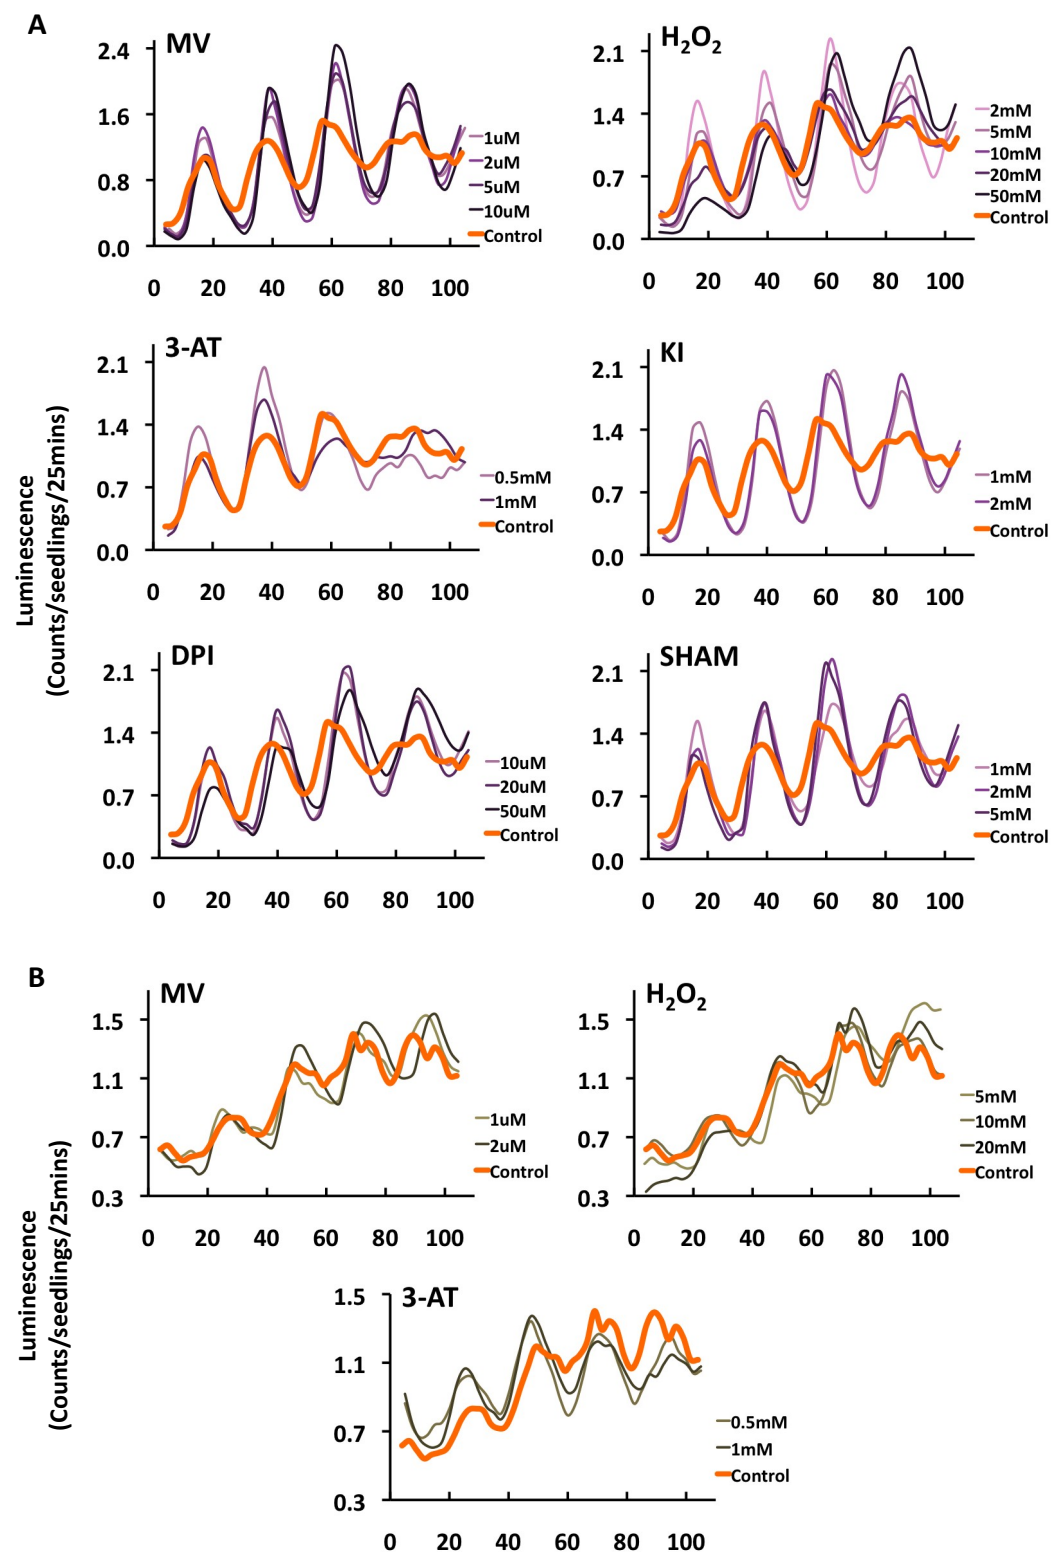 A
MV
2.4
1.6
0.8
0.0
0 20 40 60 80 100
1uM
2uM
5uM
10uM
Control
H₂O₂
2.1
1.4
0.7
0.0
0 20 40 60 80 100
2mM
5mM
10mM
20mM
50mM
Control
3-AT
2.1
1.4
0.7
0.0
0 20 40 60 80 100
0.5mM
1mM
Control
KI
2.1
1.4
0.7
0.0
0 20 40 60 80 100
1mM
2mM
Control
Luminescence
(Counts/seedlings/25mins)
DPI
2.1
1.4
0.7
0.0
0 20 40 60 80 100
10uM
20uM
50uM
Control
SHAM
2.1
1.4
0.7
0.0
0 20 40 60 80 100
1mM
2mM
5mM
Control
B
MV
1.5
1.1
0.7
0.3
0 20 40 60 80 100
1uM
2uM
Control
H₂O₂
1.5
1.1
0.7
0.3
0 20 40 60 80 100
5mM
10mM
20mM
Control
Luminescence
(Counts/seedlings/25mins)
3-AT
1.5
1.1
0.7
0.3
0 20 40 60 80 100
0.5mM
1mM
Control